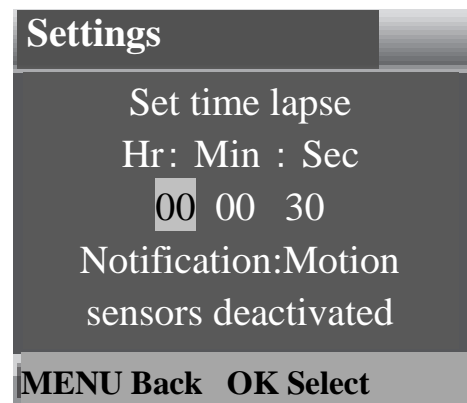 Settings
Set time lapse
Hr: Min : Sec
00 00 30
Notification:Motion
sensors deactivated
MENU Back OK Select